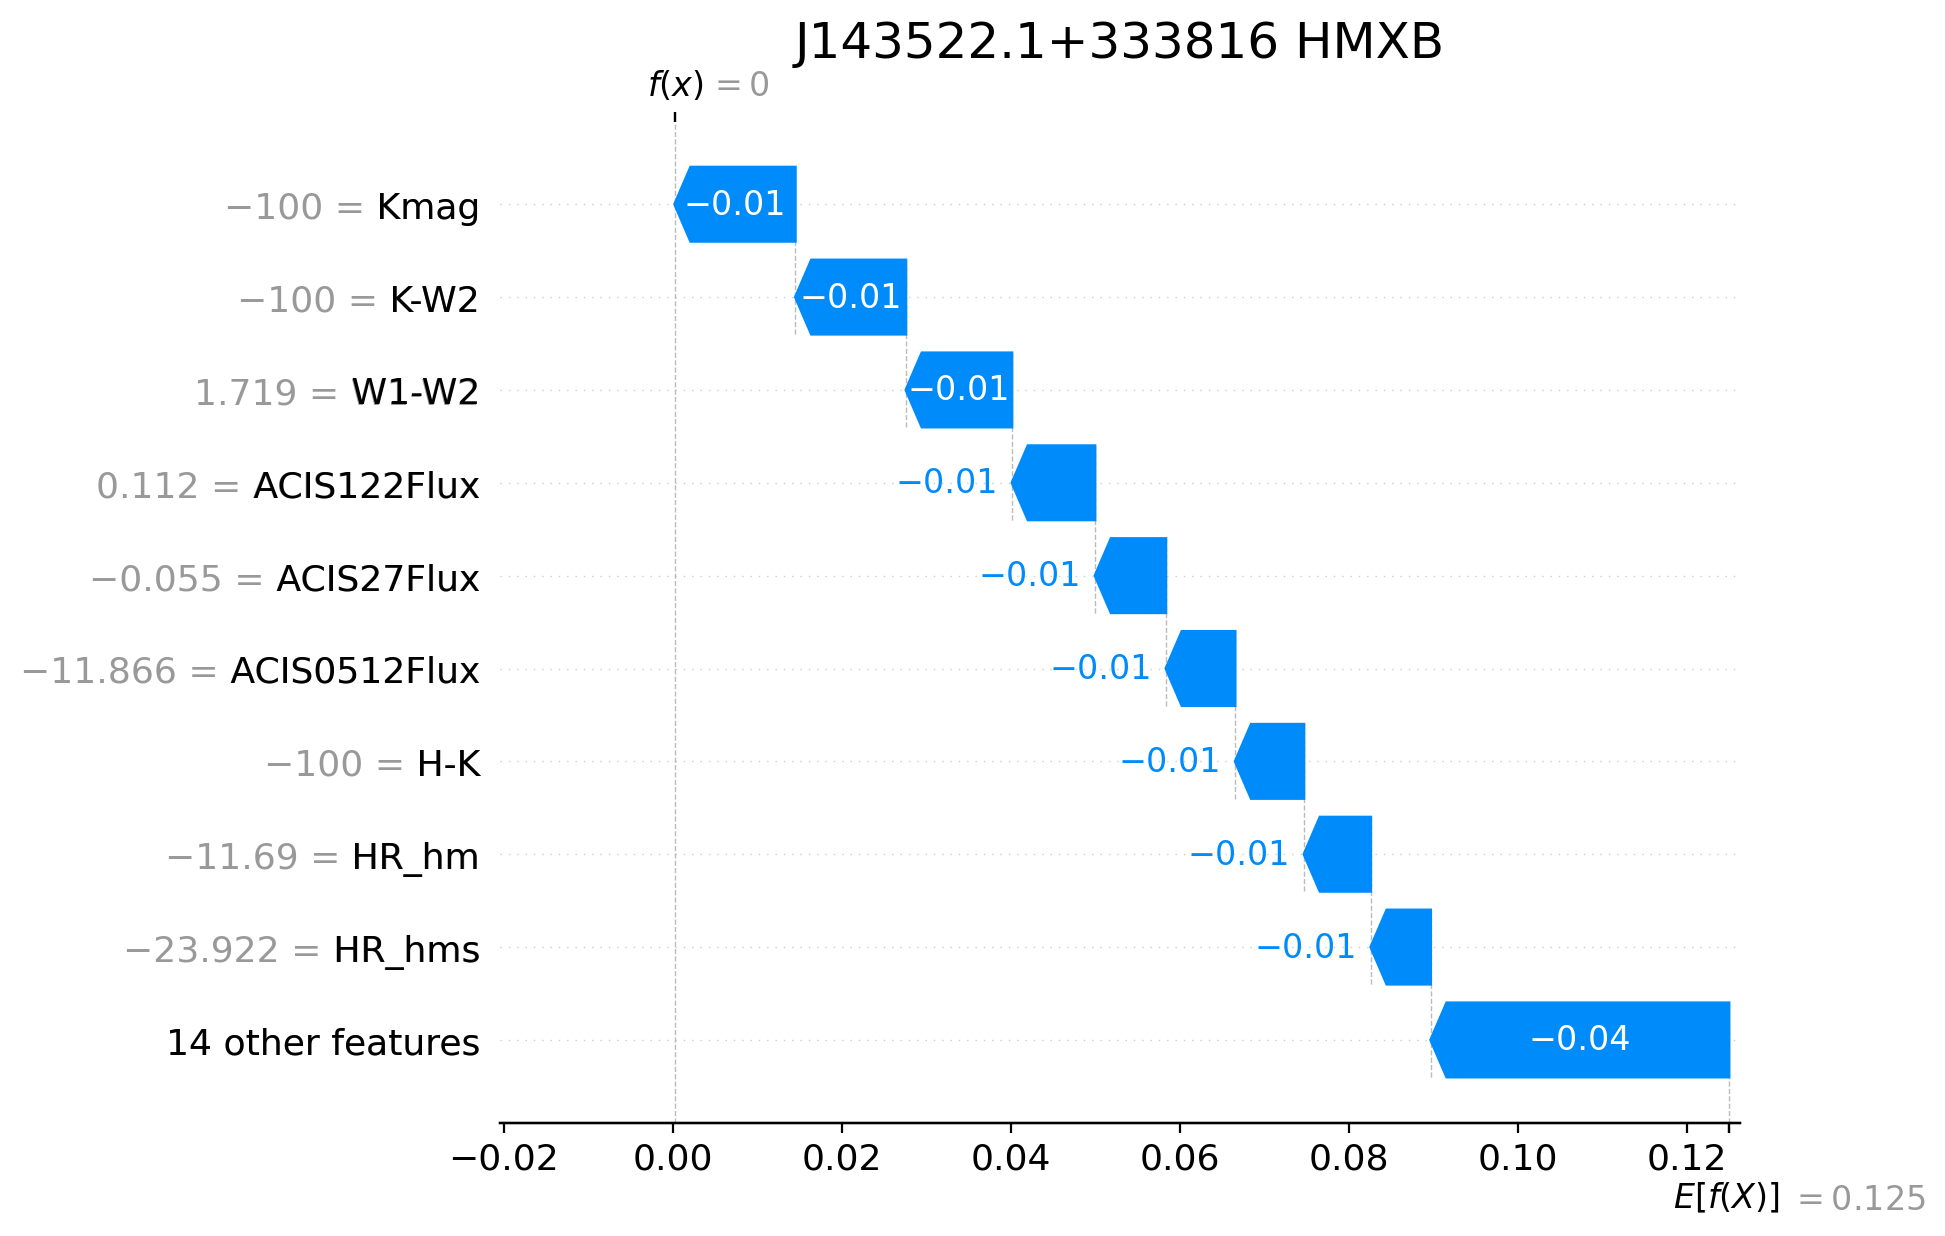 J143522.1+333816 HMXB
f(x) = 0
−100 = Kmag −0.01
−100 = K-W2 −0.01
1.719 = W1-W2 −0.01
0.112 = ACIS122Flux −0.01
−0.055 = ACIS27Flux −0.01
−11.866 = ACIS0512Flux −0.01
−100 = H-K −0.01
−11.69 = HR_hm −0.01
−23.922 = HR_hms −0.01
14 other features −0.04
−0.02 0.00 0.02 0.04 0.06 0.08 0.10 0.12
E[f(X)] = 0.125